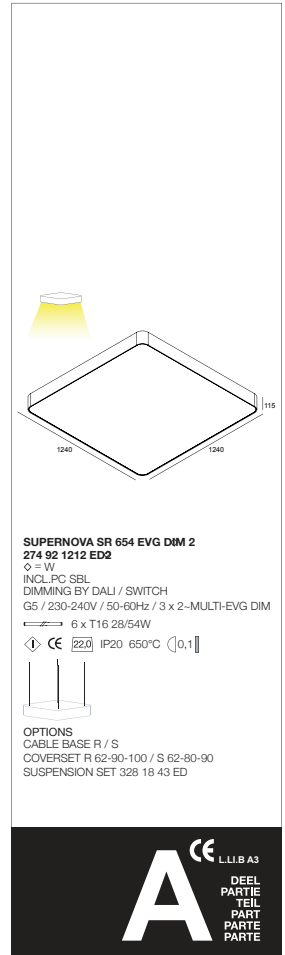 115
1240 1240
SUPERNOVA SR 654 EVG DIM 2
274 92 1212 ED2
◇ = W
INCL.PC SBL
DIMMING BY DALI / SWITCH
G5 / 230-240V / 50-60Hz / 3 x 2~MULTI-EVG DIM
6 x T16 28/54W
I CE 22,0 IP20 650°C 0,1
OPTIONS
CABLE BASE R / S
COVERSET R 62-90-100 / S 62-80-90
SUSPENSION SET 328 18 43 ED
A CE L.LI.B A3
DEEL
PARTIE
TEIL
PART
PARTE
PARTE